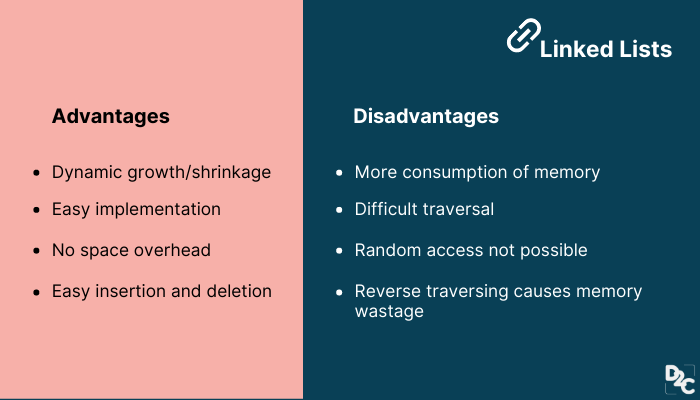 Linked Lists
Advantages
Dynamic growth/shrinkage
Easy implementation
No space overhead
Easy insertion and deletion
Disadvantages
More consumption of memory
Difficult traversal
Random access not possible
Reverse traversing causes memory
wastage
D2C